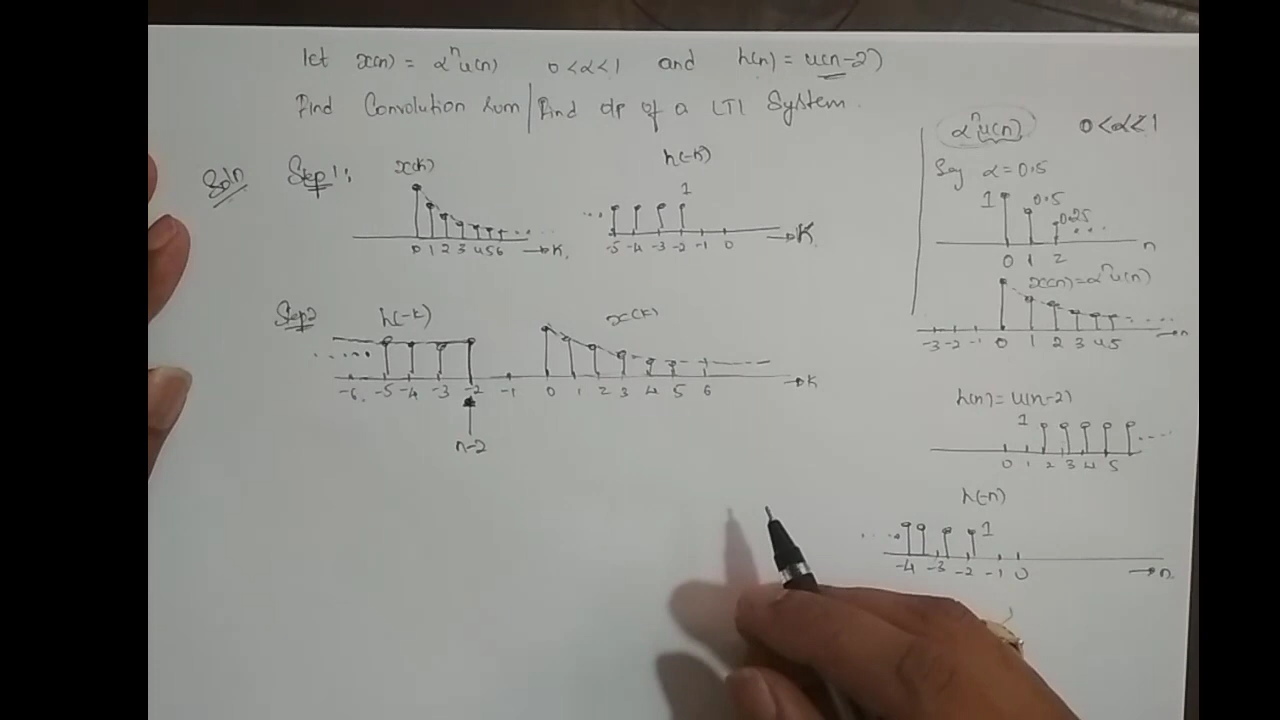 let x(n) = αⁿu(n) 0<α<1 and h(n) = u(n-2)
Find Convolution sum / Find o/p of a LTI System.
Soln
Step 1:
x(k)
0 1 2 3 4 5 6 ... →k.
h(-k)
1
... -5 -4 -3 -2 -1 0 →k
Step2
h(-k)
x(k)
..... -6. -5 -4 -3 -2 -1 0 1 2 3 4 5 6 →k
n-2
αⁿu(n) 0<α<1
Say α = 0.5
1 0.5 0.25 ...
0 1 2 n
x(n) = αⁿu(n)
-3 -2 -1 0 1 2 3 4 5 .... →n
h(n) = u(n-2)
1
0 1 2 3 4 5 ....
h(-n)
1
.... -4 -3 -2 -1 0 →n